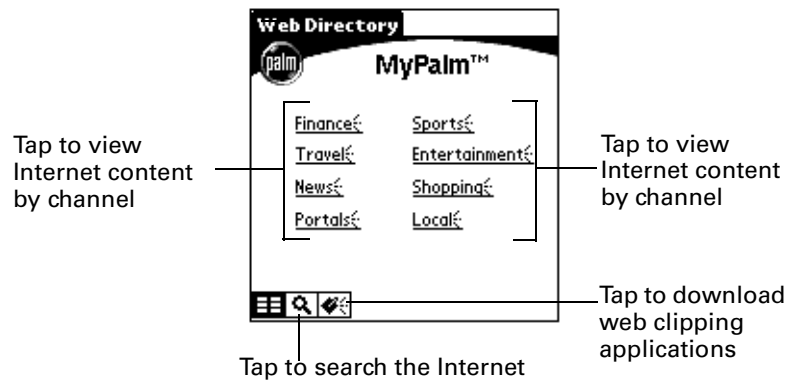 Web Directory
palm
MyPalm™
Finance
Sports
Travel
Entertainment
News
Shopping
Portals
Local
Tap to view
Internet content
by channel
Tap to view
Internet content
by channel
Tap to download
web clipping
applications
Tap to search the Internet